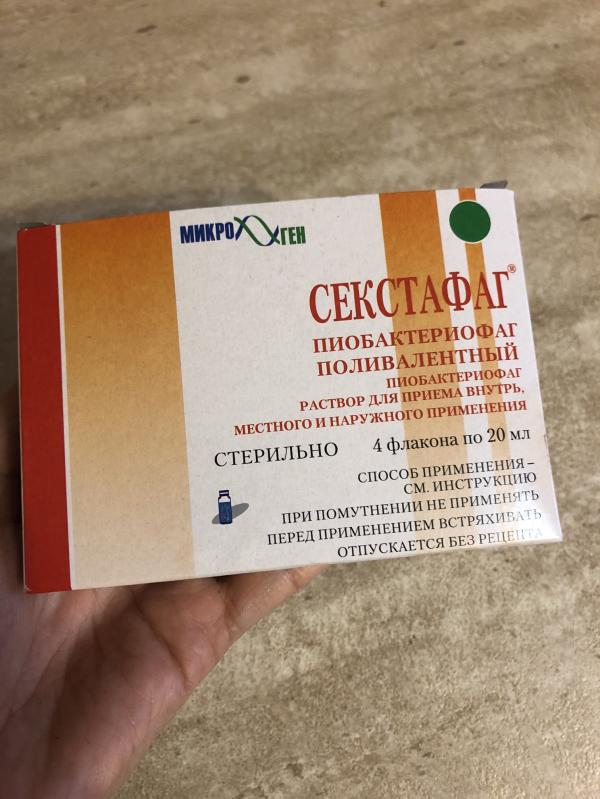 МИКРОГЕН
СЕКСТАФАГ®
ПИОБАКТЕРИОФАГ
ПОЛИВАЛЕНТНЫЙ
ПИОБАКТЕРИОФАГ
РАСТВОР ДЛЯ ПРИЕМА ВНУТРЬ,
МЕСТНОГО И НАРУЖНОГО ПРИМЕНЕНИЯ
СТЕРИЛЬНО 4 флакона по 20 мл
СПОСОБ ПРИМЕНЕНИЯ –
СМ. ИНСТРУКЦИЮ
ПРИ ПОМУТНЕНИИ НЕ ПРИМЕНЯТЬ
ПЕРЕД ПРИМЕНЕНИЕМ ВСТРЯХИВАТЬ
ОТПУСКАЕТСЯ БЕЗ РЕЦЕПТА